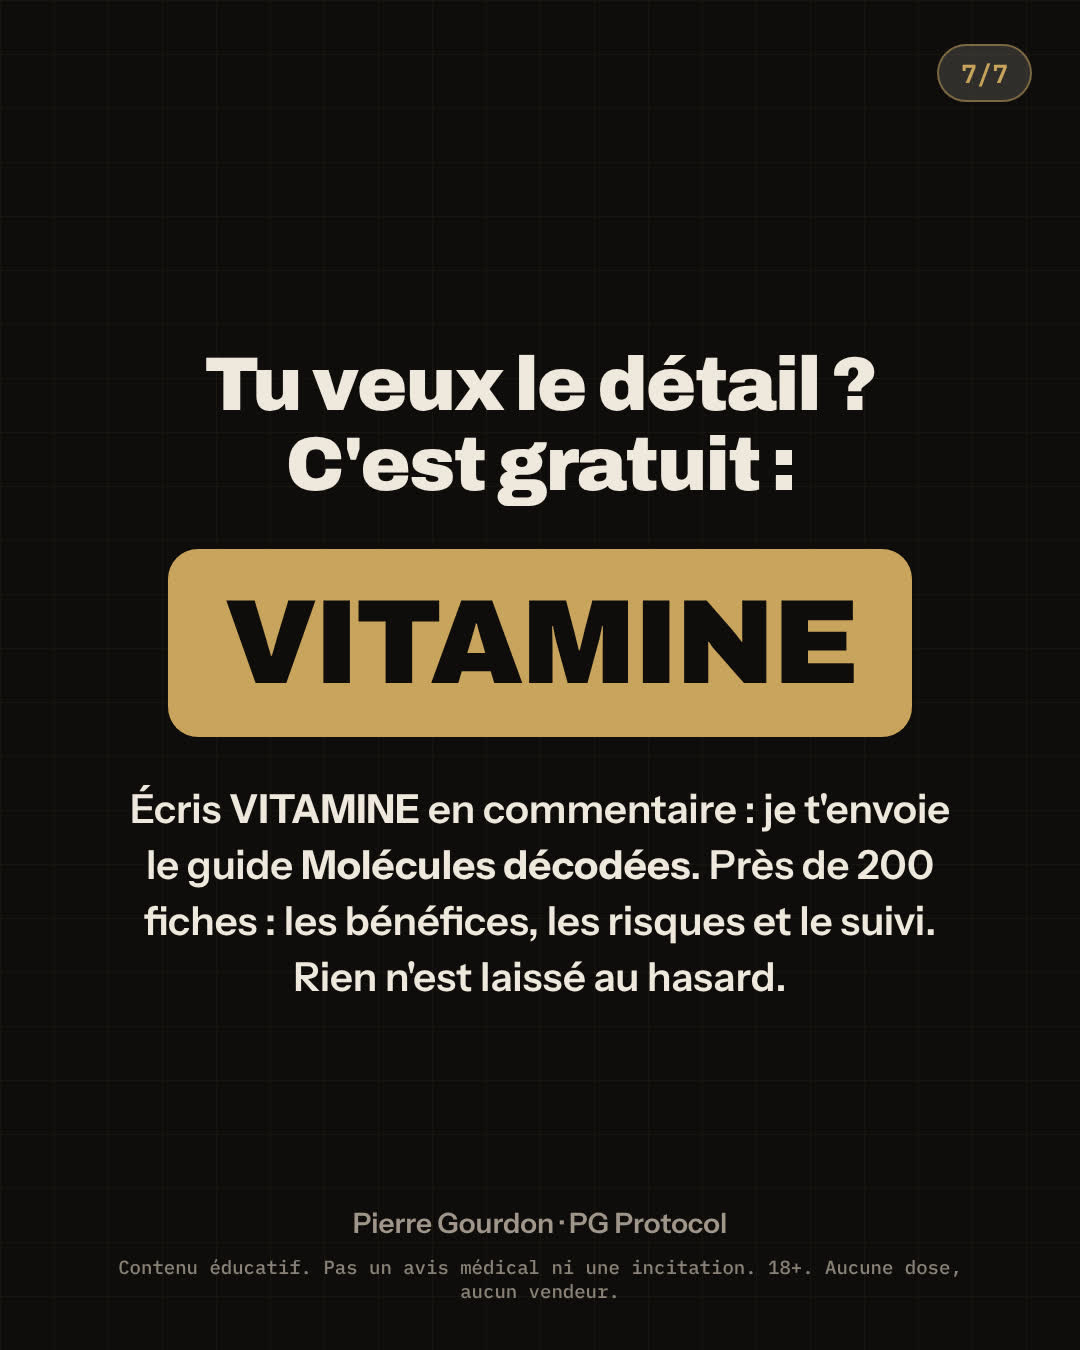 7/7
Tu veux le détail ?
C'est gratuit :
VITAMINE
Écris VITAMINE en commentaire : je t'envoie
le guide Molécules décodées. Près de 200
fiches : les bénéfices, les risques et le suivi.
Rien n'est laissé au hasard.
Pierre Gourdon · PG Protocol
Contenu éducatif. Pas un avis médical ni une incitation. 18+. Aucune dose,
aucun vendeur.